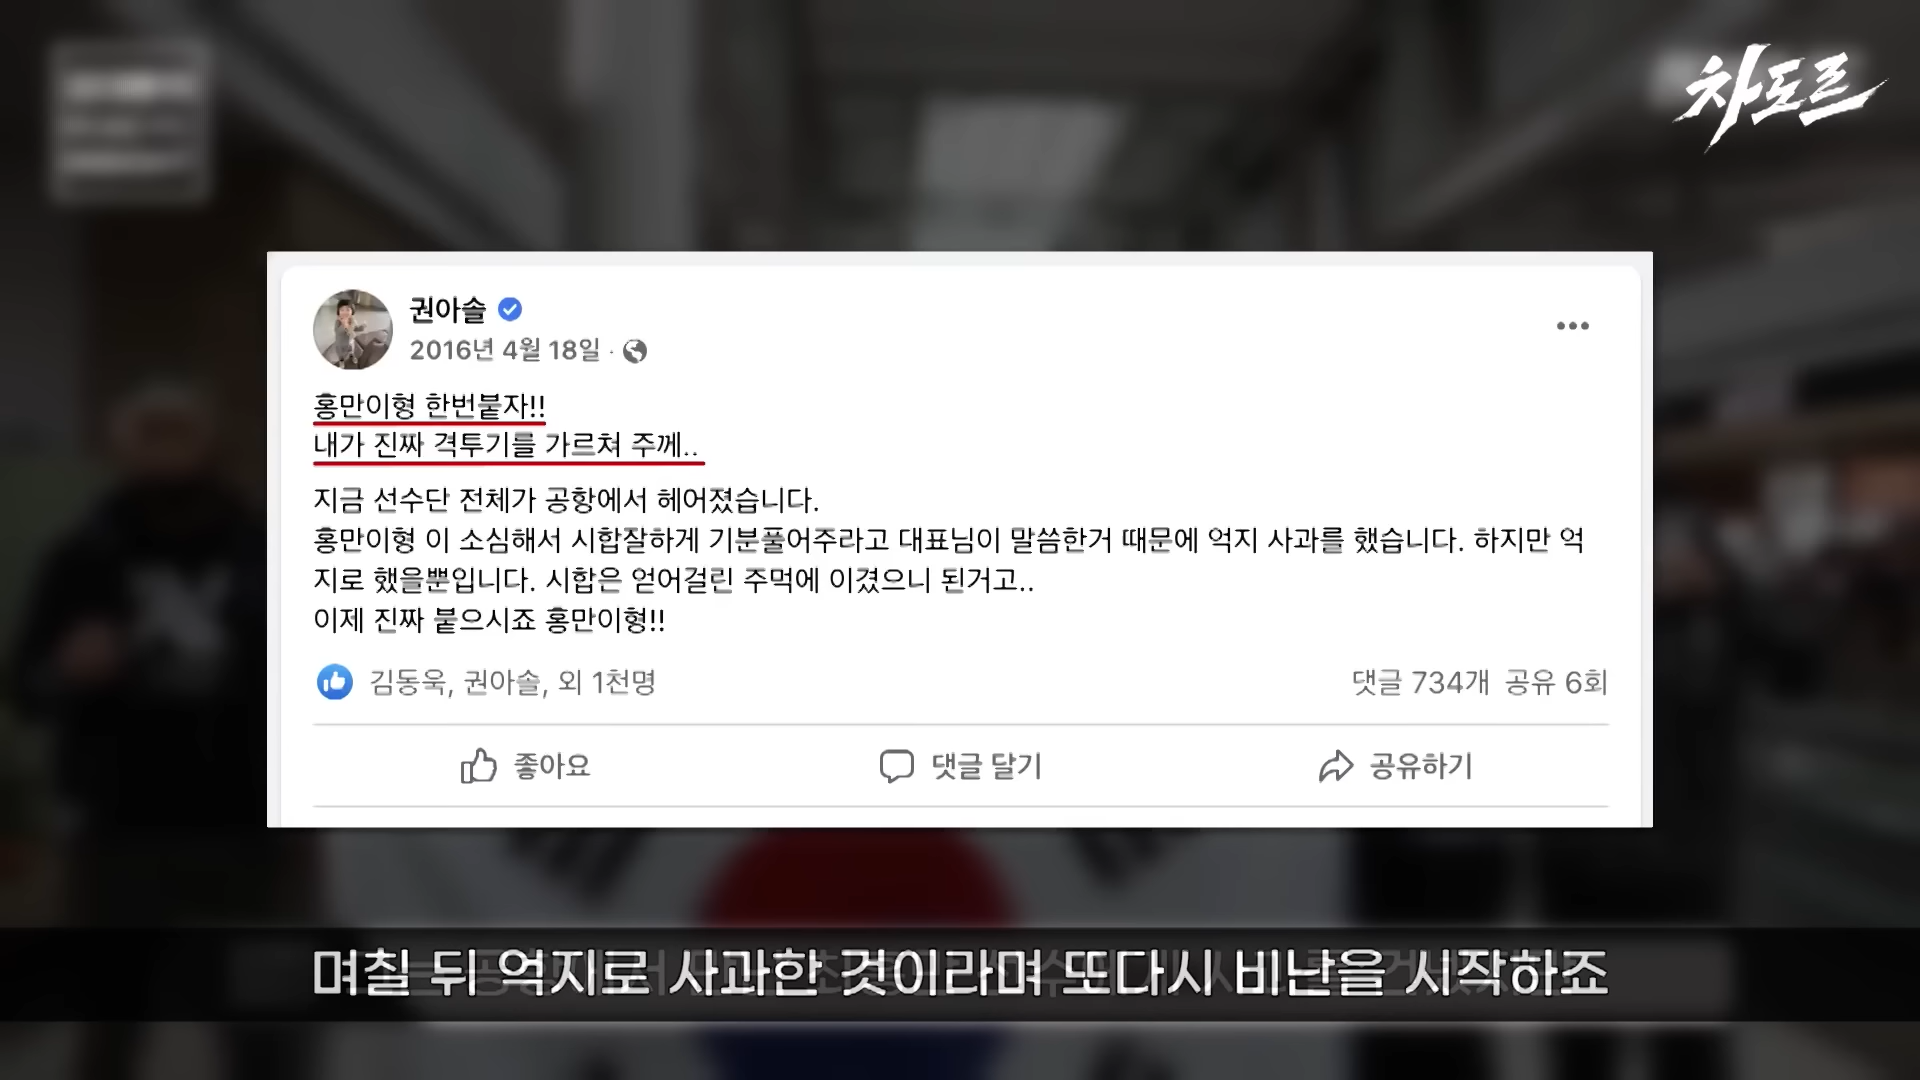 차도르
권아솔
2016년 4월 18일 ·
홍만이형 한번붙자!!
내가 진짜 격투기를 가르쳐 주께..
지금 선수단 전체가 공항에서 헤어졌습니다.
홍만이형 이 소심해서 시합잘하게 기분풀어주라고 대표님이 말씀한거 때문에 억지 사과를 했습니다. 하지만 억
지로 했을뿐입니다. 시합은 얻어걸린 주먹에 이겼으니 된거고..
이제 진짜 붙으시죠 홍만이형!!
김동욱, 권아솔, 외 1천명
댓글 734개 공유 6회
좋아요
댓글 달기
공유하기
며칠 뒤 억지로 사과한 것이라며 또다시 비난을 시작하죠